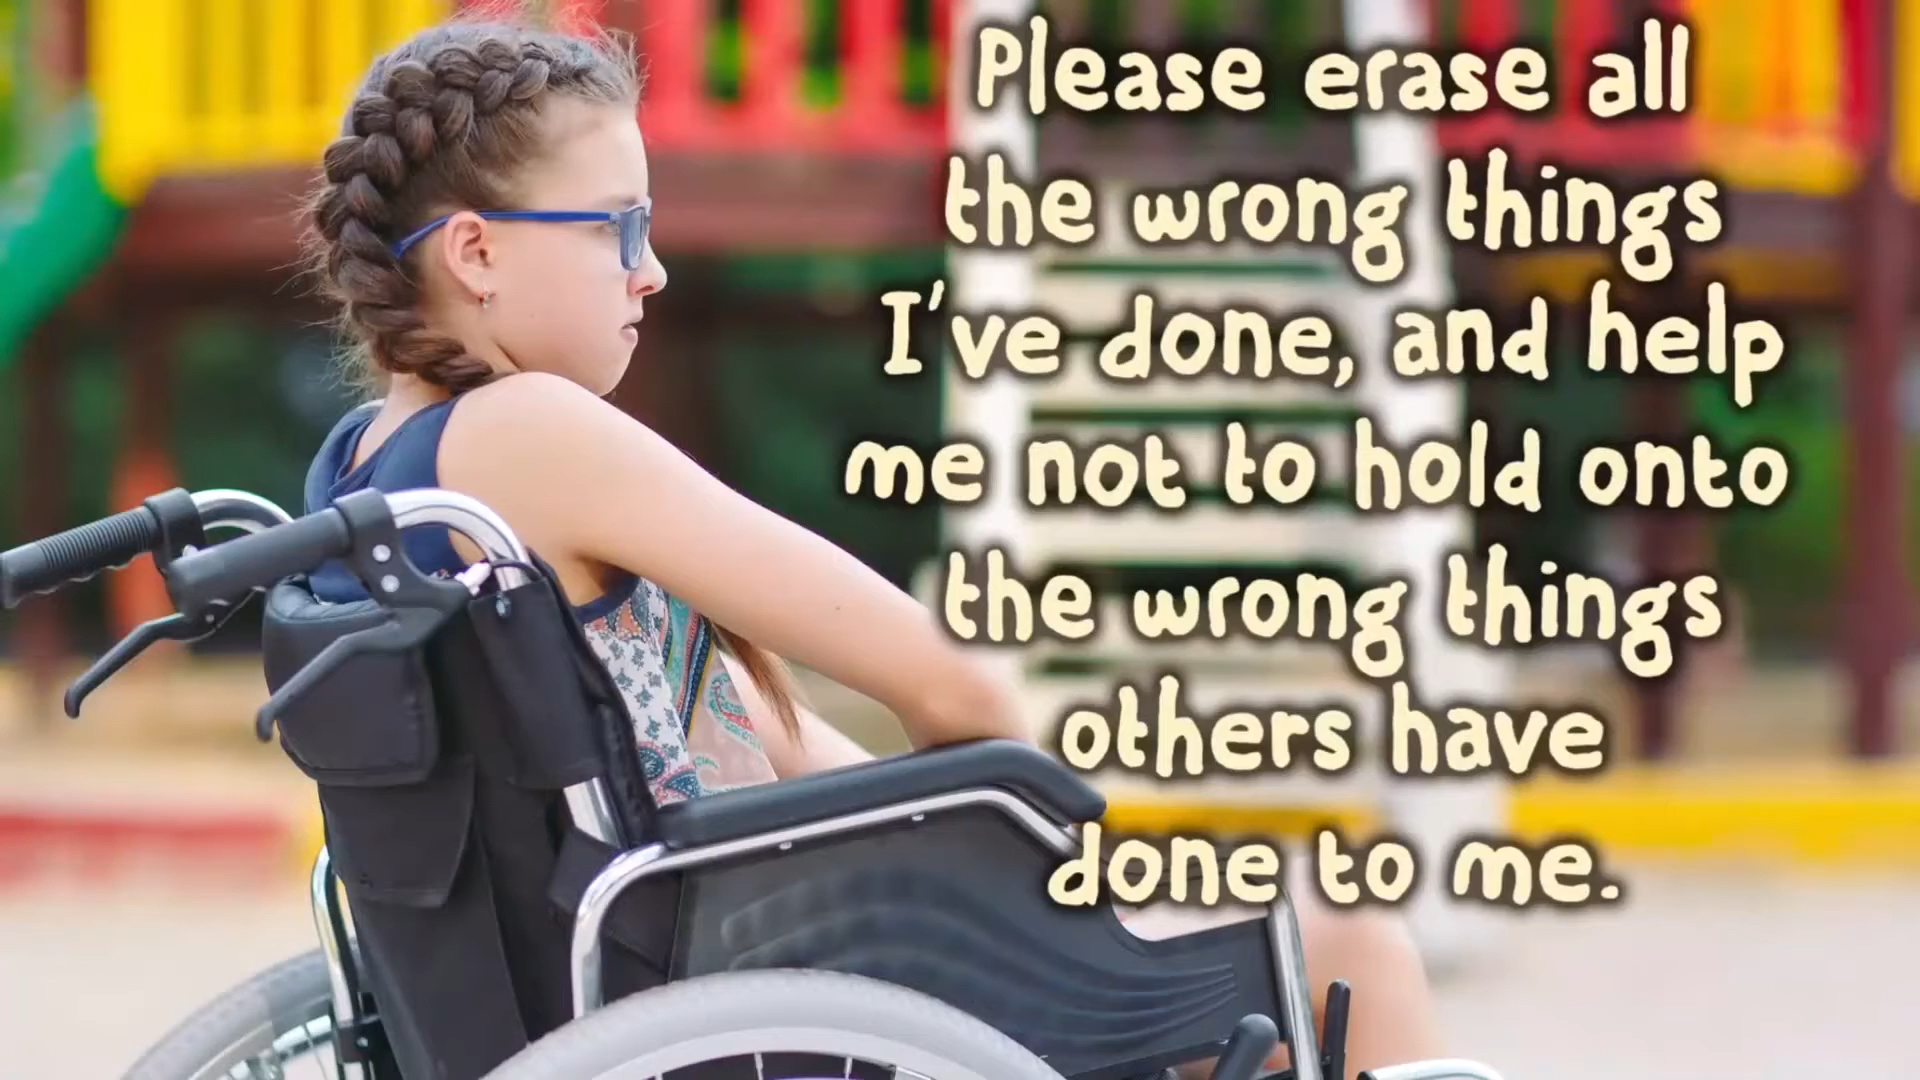 Please erase all
the wrong things
I've done, and help
me not to hold onto
the wrong things
others have
done to me.